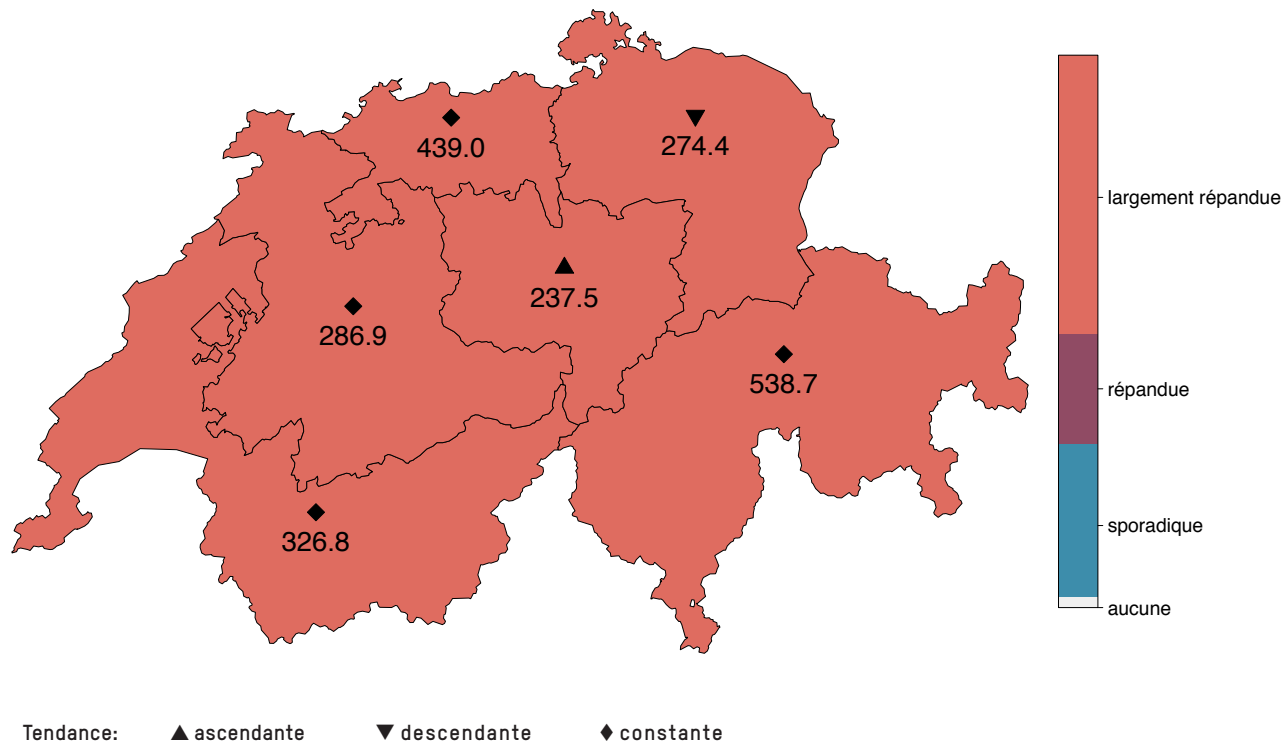 439.0
274.4
largement répandue
237.5
286.9
538.7
répandue
sporadique
326.8
aucune
Tendance: ▲ ascendante ▼ descendante ◆ constante